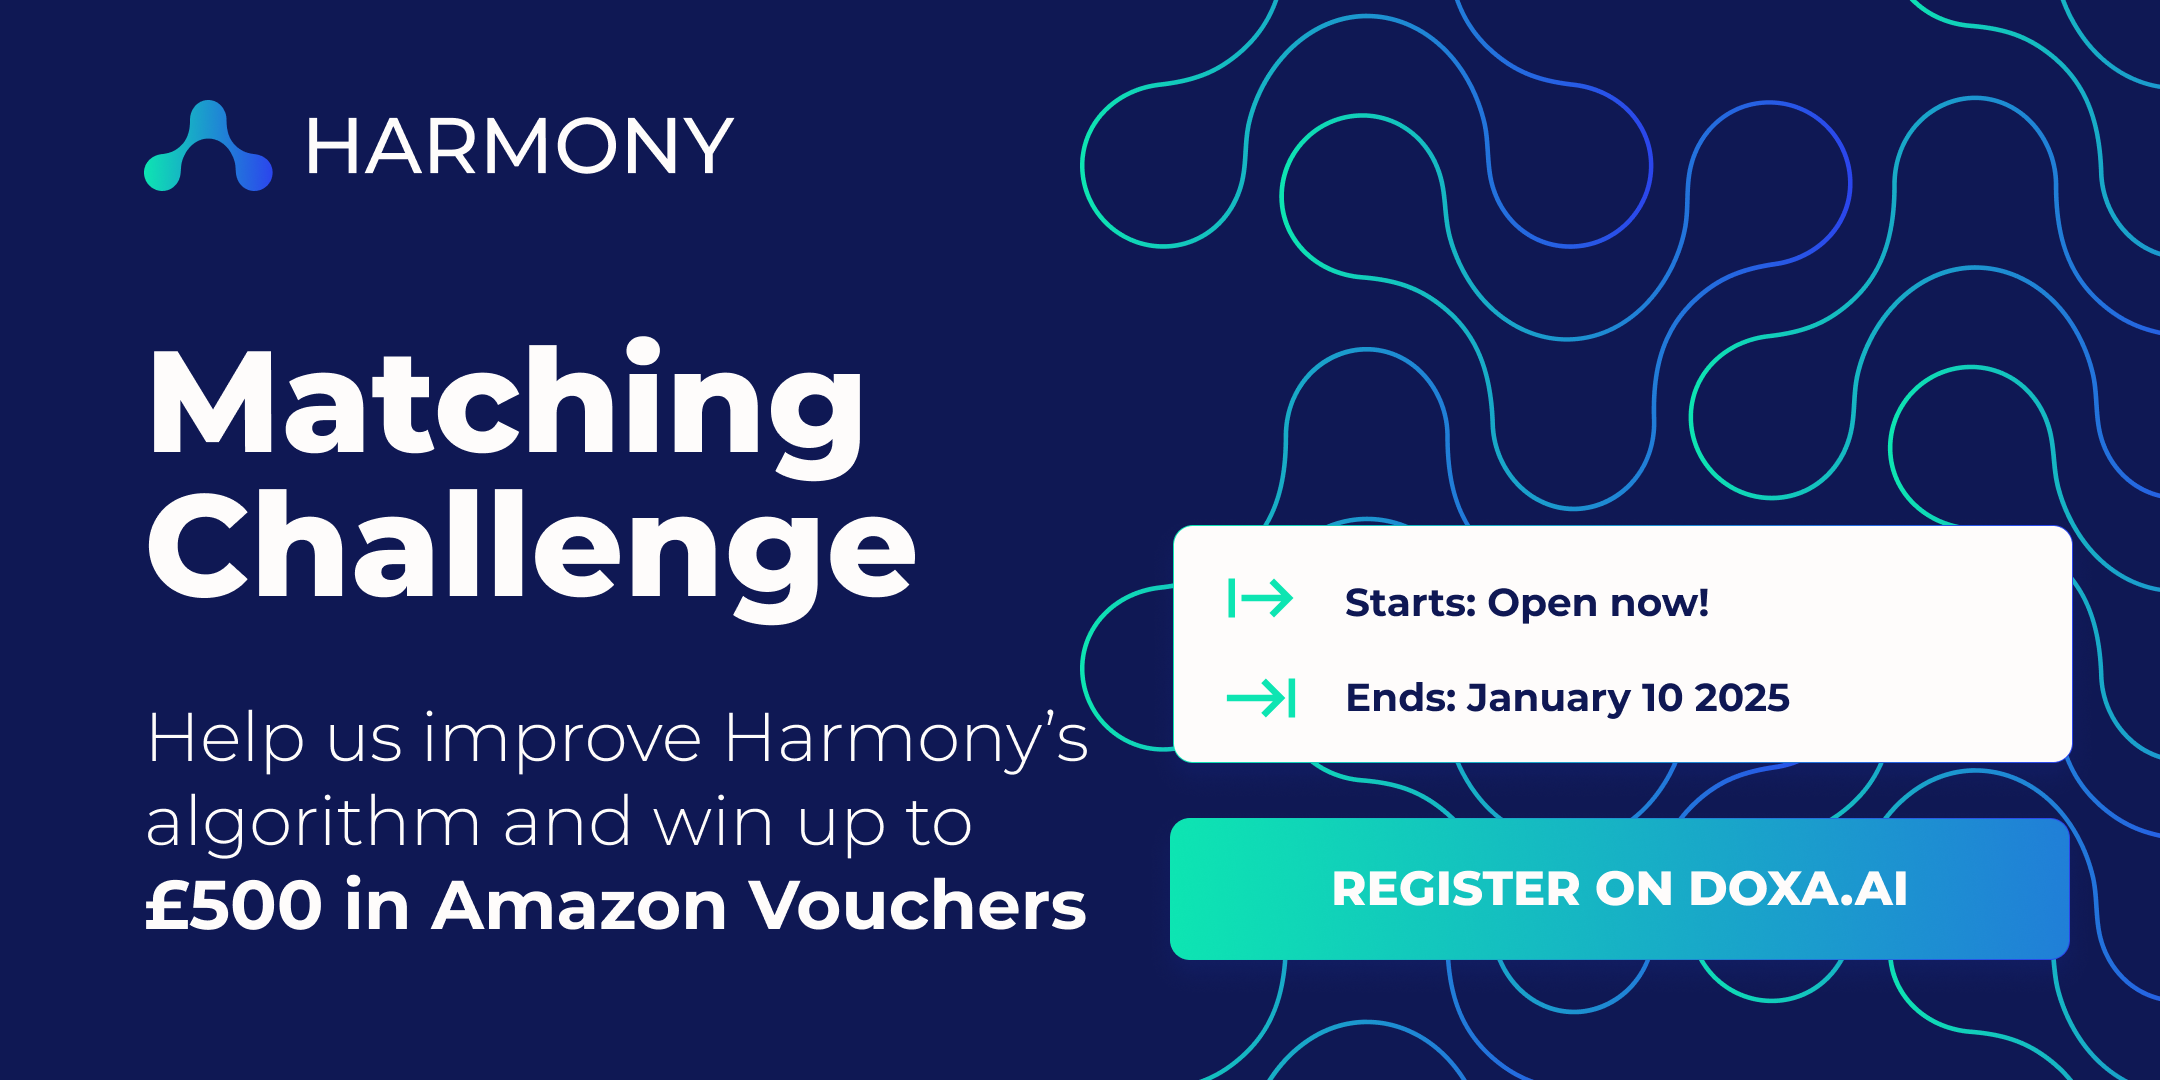 HARMONY
Matching
Challenge
Help us improve Harmony’s
algorithm and win up to
£500 in Amazon Vouchers
Starts: Open now!
Ends: January 10 2025
REGISTER ON DOXA.AI